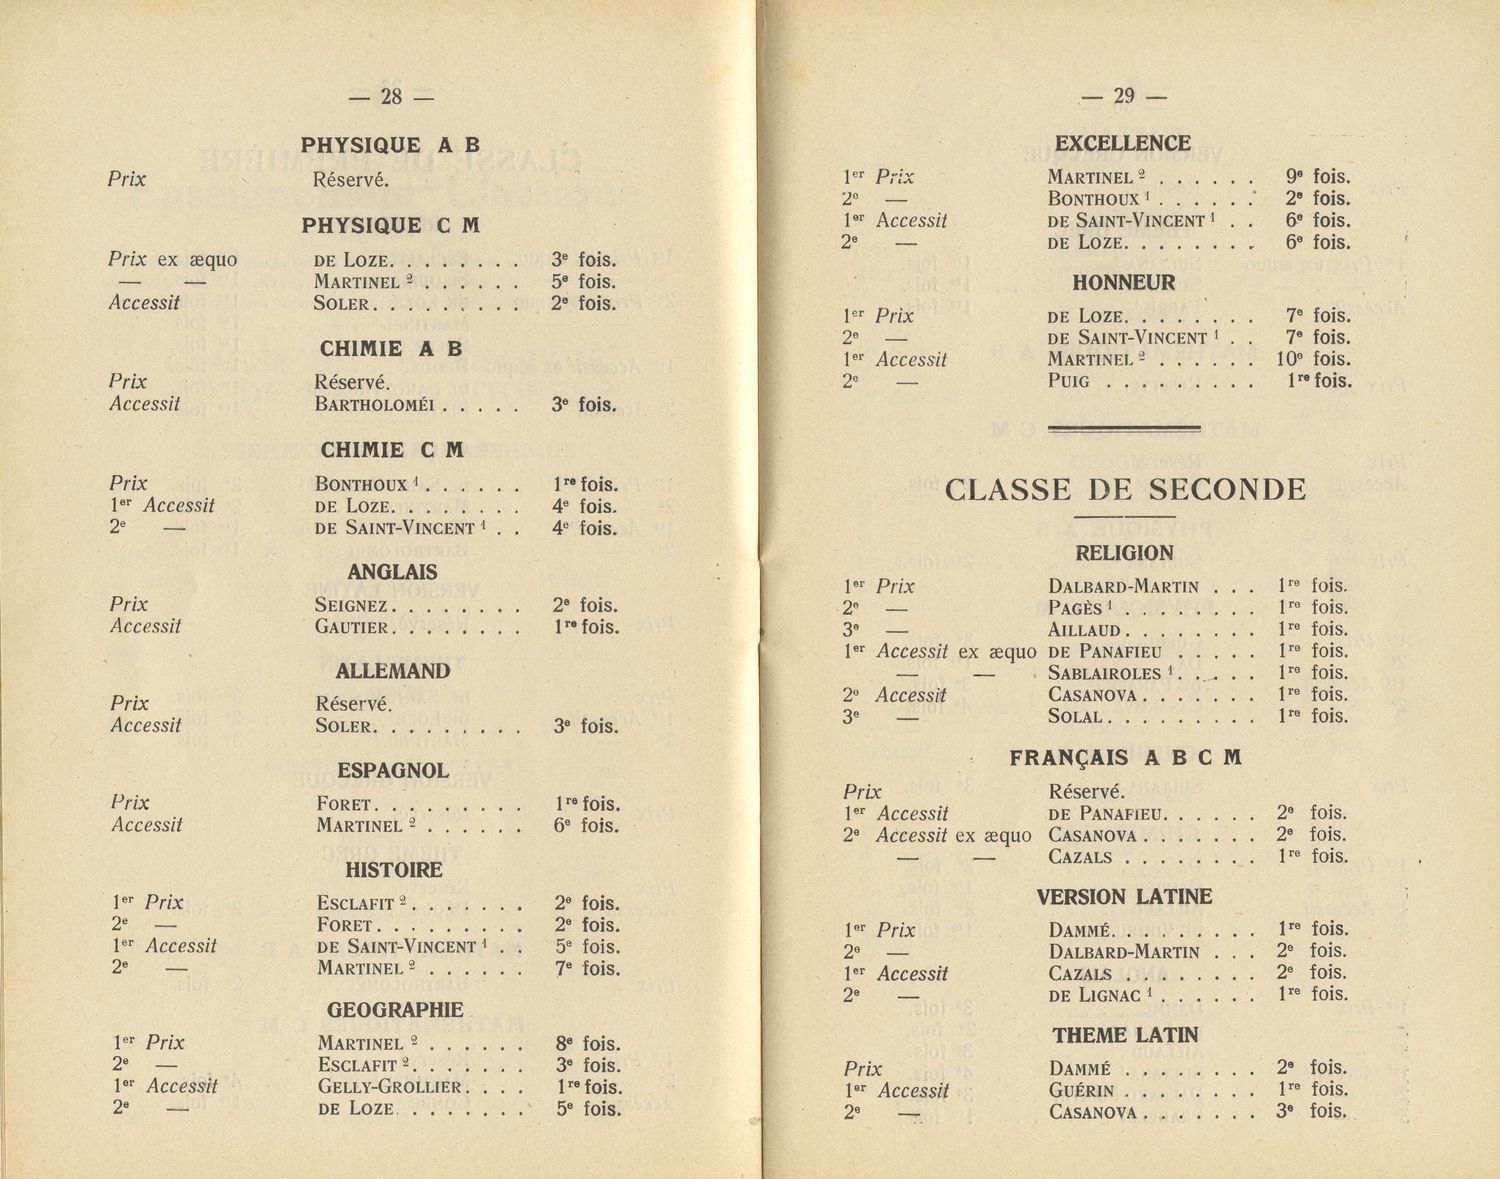 — 28 —
PHYSIQUE A B
Prix Réservé.
PHYSIQUE C M
Prix ex æquo DE LOZE. . . . . . . . 3e fois.
— — MARTINEL 2 . . . . . . 5e fois.
Accessit SOLER. . . . . . . . . 2e fois.
CHIMIE A B
Prix Réservé.
Accessit BARTHOLOMÉI . . . . . 3e fois.
CHIMIE C M
Prix BONTHOUX 1 . . . . . . 1re fois.
1er Accessit DE LOZE. . . . . . . . 4e fois.
2e — DE SAINT-VINCENT 1 . . 4e fois.
ANGLAIS
Prix SEIGNEZ. . . . . . . . 2e fois.
Accessit GAUTIER. . . . . . . . 1re fois.
ALLEMAND
Prix Réservé.
Accessit SOLER. . . . . . . . . 3e fois.
ESPAGNOL
Prix FORET. . . . . . . . . 1re fois.
Accessit MARTINEL 2 . . . . . . 6e fois.
HISTOIRE
1er Prix ESCLAFIT 2 . . . . . . . 2e fois.
2e — FORET. . . . . . . . . 2e fois.
1er Accessit DE SAINT-VINCENT 1 . . 5e fois.
2e — MARTINEL 2 . . . . . . 7e fois.
GEOGRAPHIE
1er Prix MARTINEL 2 . . . . . . 8e fois.
2e — ESCLAFIT 2 . . . . . . . 3e fois.
1er Accessit GELLY-GROLLIER. . . . 1re fois.
2e — DE LOZE . . . . . . . . 5e fois.
— 29 —
EXCELLENCE
1er Prix MARTINEL 2 . . . . . . 9e fois.
2e — BONTHOUX 1 . . . . . . 2e fois.
1er Accessit DE SAINT-VINCENT 1 . . 6e fois.
2e — DE LOZE. . . . . . . . 6e fois.
HONNEUR
1er Prix DE LOZE. . . . . . . . 7e fois.
2e — DE SAINT-VINCENT 1 . . 7e fois.
1er Accessit MARTINEL 2 . . . . . . 10e fois.
2e — PUIG . . . . . . . . . 1re fois.
CLASSE DE SECONDE
RELIGION
1er Prix DALBARD-MARTIN . . . 1re fois.
2e — PAGÈS 1 . . . . . . . . 1re fois.
3e — AILLAUD. . . . . . . . 1re fois.
1er Accessit ex æquo DE PANAFIEU . . . . . 1re fois.
— — SABLAIROLES 1 . . . . . 1re fois.
2e Accessit CASANOVA . . . . . . . 1re fois.
3e — SOLAL. . . . . . . . . 1re fois.
FRANÇAIS A B C M
Prix Réservé.
1er Accessit DE PANAFIEU. . . . . . 2e fois.
2e Accessit ex æquo CASANOVA . . . . . . . 2e fois.
— — CAZALS . . . . . . . . 1re fois.
VERSION LATINE
1er Prix DAMMÉ. . . . . . . . . 1re fois.
2e — DALBARD-MARTIN . . . 2e fois.
1er Accessit CAZALS . . . . . . . . 2e fois.
2e — DE LIGNAC 1 . . . . . . 1re fois.
THEME LATIN
Prix DAMMÉ . . . . . . . . 2e fois.
1er Accessit GUÉRIN . . . . . . . . 1re fois.
2e — CASANOVA . . . . . . . 3e fois.